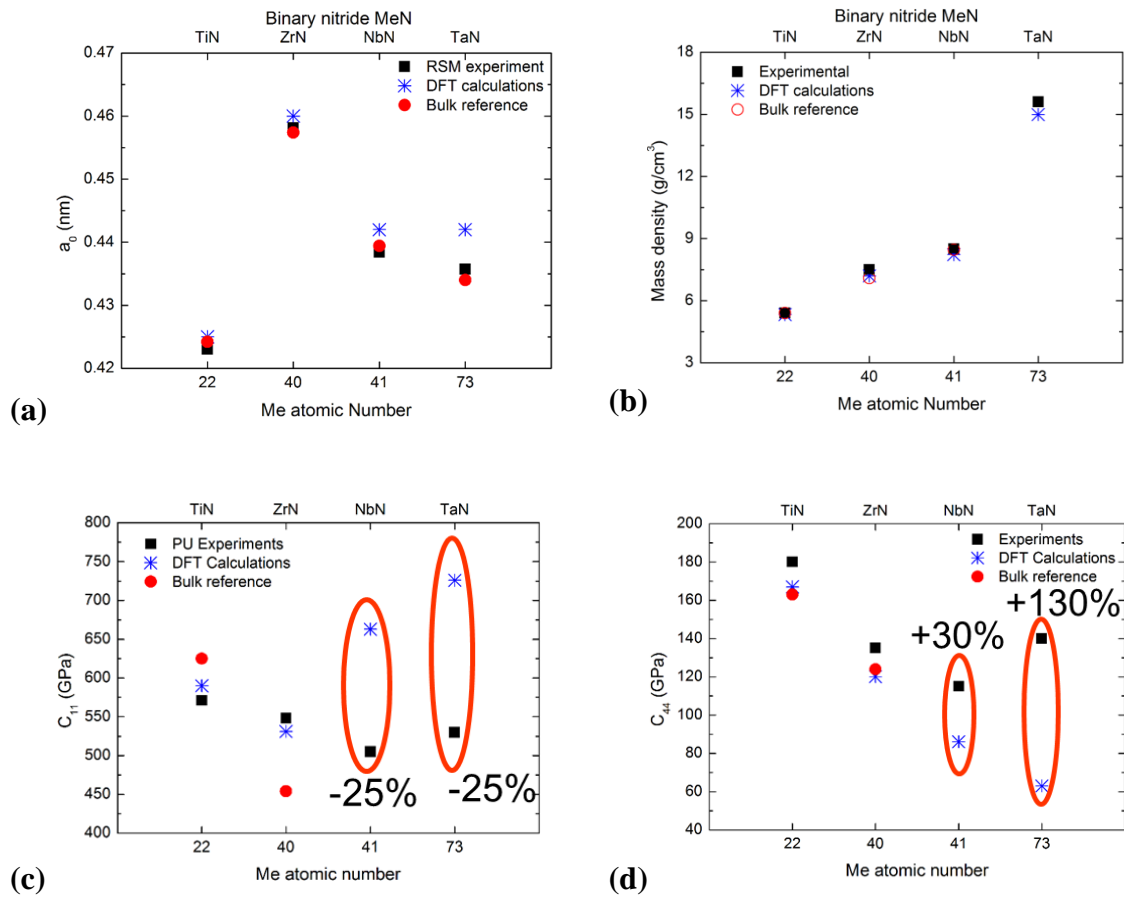 Binary nitride MeN
TiN ZrN NbN TaN
0.47
0.46
0.45
0.44
0.43
0.42
a₀ (nm)
RSM experiment
DFT calculations
Bulk reference
22 40 41 73
Me atomic Number
(a)
Binary nitride MeN
TiN ZrN NbN TaN
18
15
12
9
6
3
Mass density (g/cm³)
Experimental
DFT calculations
Bulk reference
22 40 41 73
Me atomic Number
(b)
TiN ZrN NbN TaN
800
750
700
650
600
550
500
450
400
C₁₁ (GPa)
PU Experiments
DFT Calculations
Bulk reference
-25% -25%
22 40 41 73
Me atomic number
(c)
TiN ZrN NbN TaN
200
180
160
140
120
100
80
60
40
C₄₄ (GPa)
Experiments
DFT Calculations
Bulk reference
+130%
+30%
22 40 41 73
Me atomic number
(d)